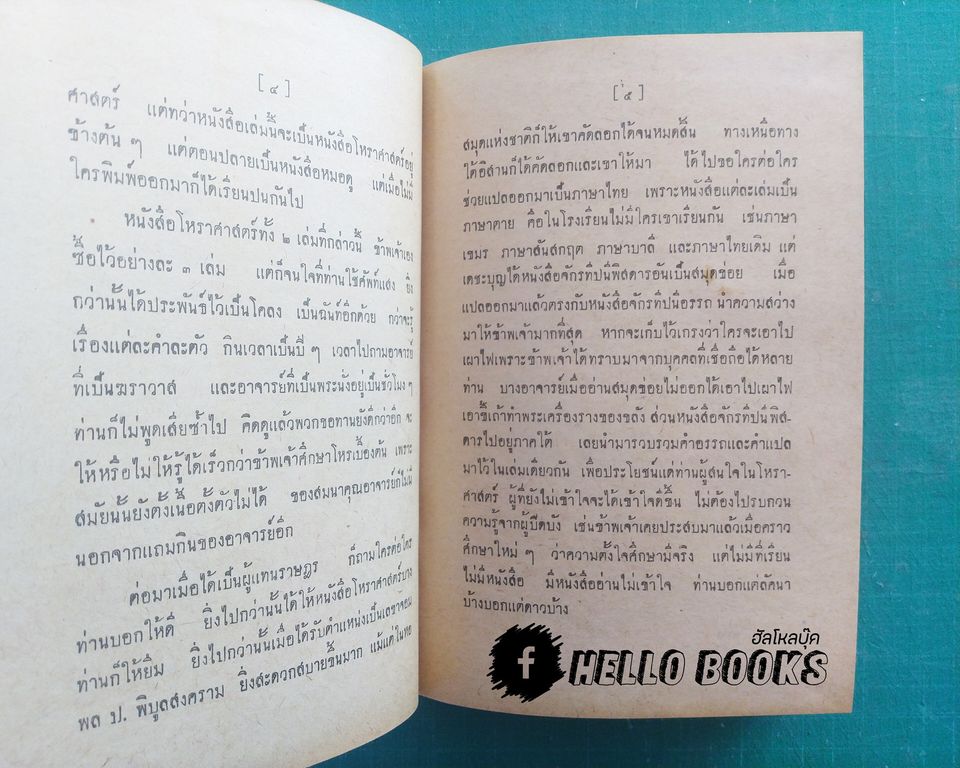 [ ๔ ]
ศาสตร์ แต่ทว่าหนังสือเล่มนี้จะเป็นหนังสือโหราศาสตร์อยู่
ข้างต้น ๆ แต่ตอนปลายเป็นหนังสือหมอดู แต่เมื่อไม่มี
ใครพิมพ์ออกมาก็ได้เรียนปนกันไป
หนังสือโหราศาสตร์ทั้ง ๒ เล่มที่กล่าวนี้ ข้าพเจ้าเอง
ซื้อไว้อย่างละ ๓ เล่ม แต่ก็จนใจที่ท่านใช้ศัพท์แสง ยิ่ง
กว่านั้นได้ประพันธ์ไว้เป็นโคลง เป็นฉันท์อีกด้วย กว่าจะรู้
เรื่องแต่ละคำละตัว กินเวลาเป็นปี ๆ เวลาไปถามอาจารย์
ที่เป็นฆราวาส และอาจารย์ที่เป็นพระนั่งอยู่เป็นชั่วโมง ๆ
ท่านก็ไม่พูดเสียซ้ำไป คิดดูแล้วพวกขอทานยังดีกว่าอีก จะ
ให้หรือไม่ให้รู้ได้เร็วกว่าข้าพเจ้าศึกษาโหรเบื้องต้น เพราะ
สมัยนั้นยังตั้งเนื้อตั้งตัวไม่ได้ ของสมนาคุณอาจารย์ก็ไม่มี
นอกจากแถมกินของอาจารย์อีก
ต่อมาเมื่อได้เป็นผู้แทนราษฎร ก็ถามใครต่อใคร
ท่านบอกให้ดี ยิ่งไปกว่านั้นได้ให้หนังสือโหราศาสตร์บาง
ท่านก็ให้ยืม ยิ่งไปกว่านั้นเมื่อได้รับตำแหน่งเป็นเลขาจอม
พล ป. พิบูลสงคราม ยิ่งสะดวกสบายขึ้นมาก แม้แต่ในหอ
[ ๕ ]
สมุดแห่งชาติก็ให้เขาคัดลอกได้จนหมดสิ้น ทางเหนือทาง
ใต้อิสานก็ได้คัดลอกและเขาให้มา ได้ไปขอใครต่อใคร
ช่วยแปลออกมาเป็นภาษาไทย เพราะหนังสือแต่ละเล่มเป็น
ภาษาตาย คือในโรงเรียนไม่มีใครเขาเรียนกัน เช่นภาษา
เขมร ภาษาสันสกฤต ภาษาบาลี และภาษาไทยเดิม แต่
เดชะบุญได้หนังสือจักรทีปนีพิสดารอันเป็นสมุดข่อย เมื่อ
แปลออกมาแล้วตรงกับหนังสือจักรทีปนีอรรถ นำความสว่าง
มาให้ข้าพเจ้ามากที่สุด หากจะเก็บไว้เกรงว่าใครจะเอาไป
เผาไฟเพราะข้าพเจ้าได้ทราบมาจากบุคคลที่เชื่อถือได้หลาย
ท่าน บางอาจารย์เมื่ออ่านสมุดข่อยไม่ออกได้เอาไปเผาไฟ
เอาขี้เถ้าทำพระเครื่องรางของขลัง ส่วนหนังสือจักรทีปนีพิส-
ดารไปอยู่ภาคใต้ เลยนำมารวบรวมคำอรรถและคำแปล
มาไว้ในเล่มเดียวกัน เพื่อประโยชน์แด่ท่านผู้สนใจในโหรา-
ศาสตร์ ผู้ที่ยังไม่เข้าใจจะได้เข้าใจดีขึ้น ไม่ต้องไปรบกวน
ความรู้จากผู้ปิดบัง เช่นข้าพเจ้าเคยประสบมาแล้วเมื่อคราว
ศึกษาใหม่ ๆ ว่าความตั้งใจศึกษามีจริง แต่ไม่มีที่เรียน
ไม่มีหนังสือ มีหนังสืออ่านไม่เข้าใจ ท่านบอกแต่ลัคนา
บ้างบอกแต่ดาวบ้าง
ฮัลโหลบุ๊ค
f HELLO BOOKS